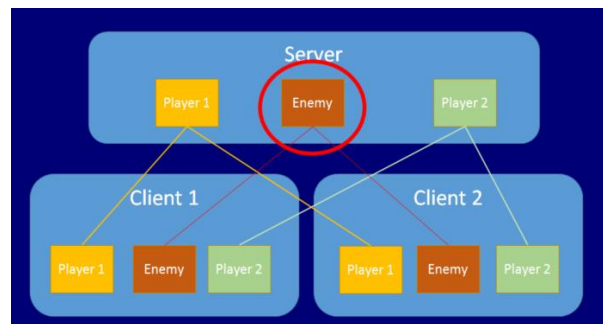 Server
Player 1
Enemy
Player 2
Client 1
Client 2
Player 1
Enemy
Player 2
Player 1
Enemy
Player 2